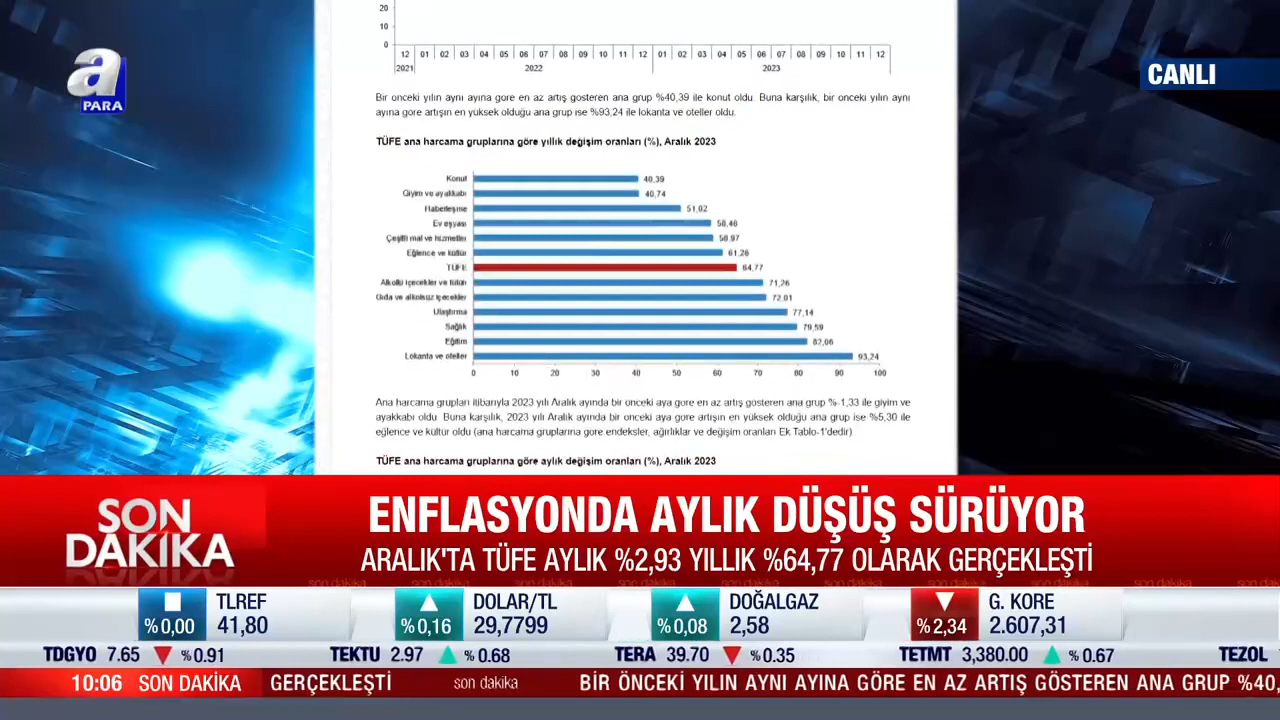 20
10
0
12 01 02 03 04 05 06 07 08 09 10 11 12 01 02 03 04 05 06 07 08 09 10 11 12
2021 2022 2023
a
PARA
CANLI
Bir önceki yılın aynı ayına göre en az artış gösteren ana grup %40,39 ile konut oldu. Buna karşılık, bir önceki yılın aynı
ayına göre artışın en yüksek olduğu ana grup ise %93,24 ile lokanta ve oteller oldu.
TÜFE ana harcama gruplarına göre yıllık değişim oranları (%), Aralık 2023
Konut 40,39
Giyim ve ayakkabı 40,74
Haberleşme 51,02
Ev eşyası 58,46
Çeşitli mal ve hizmetler 58,97
Eğlence ve kültür 61,28
TÜFE 64,77
Alkollü içecekler ve tütün 71,26
Gıda ve alkolsüz içecekler 72,01
Ulaştırma 77,14
Sağlık 79,59
Eğitim 82,06
Lokanta ve oteller 93,24
0 10 20 30 40 50 60 70 80 90 100
Ana harcama grupları itibarıyla 2023 yılı Aralık ayında bir önceki aya göre en az artış gösteren ana grup %-1,33 ile giyim ve
ayakkabı oldu. Buna karşılık, 2023 yılı Aralık ayında bir önceki aya göre artışın en yüksek olduğu ana grup ise %5,30 ile
eğlence ve kültür oldu (ana harcama gruplarına göre endeksler, ağırlıklar ve değişim oranları Ek Tablo-1'dedir).
TÜFE ana harcama gruplarına göre aylık değişim oranları (%), Aralık 2023
SON
DAKİKA
ENFLASYONDA AYLIK DÜŞÜŞ SÜRÜYOR
ARALIK'TA TÜFE AYLIK %2,93 YILLIK %64,77 OLARAK GERÇEKLEŞTİ
%0,00 TLREF 41,80
%0,16 DOLAR/TL 29,7799
%0,08 DOĞALGAZ 2,58
%2,34 G. KORE 2.607,31
TDGYO 7.65 %0.91 TEKTU 2.97 %0.68 TERA 39.70 %0.35 TETMT 3,380.00 %0.67 TEZOL
10:06 SON DAKİKA GERÇEKLEŞTİ son dakika BİR ÖNCEKİ YILIN AYNI AYINA GÖRE EN AZ ARTIŞ GÖSTEREN ANA GRUP %40,